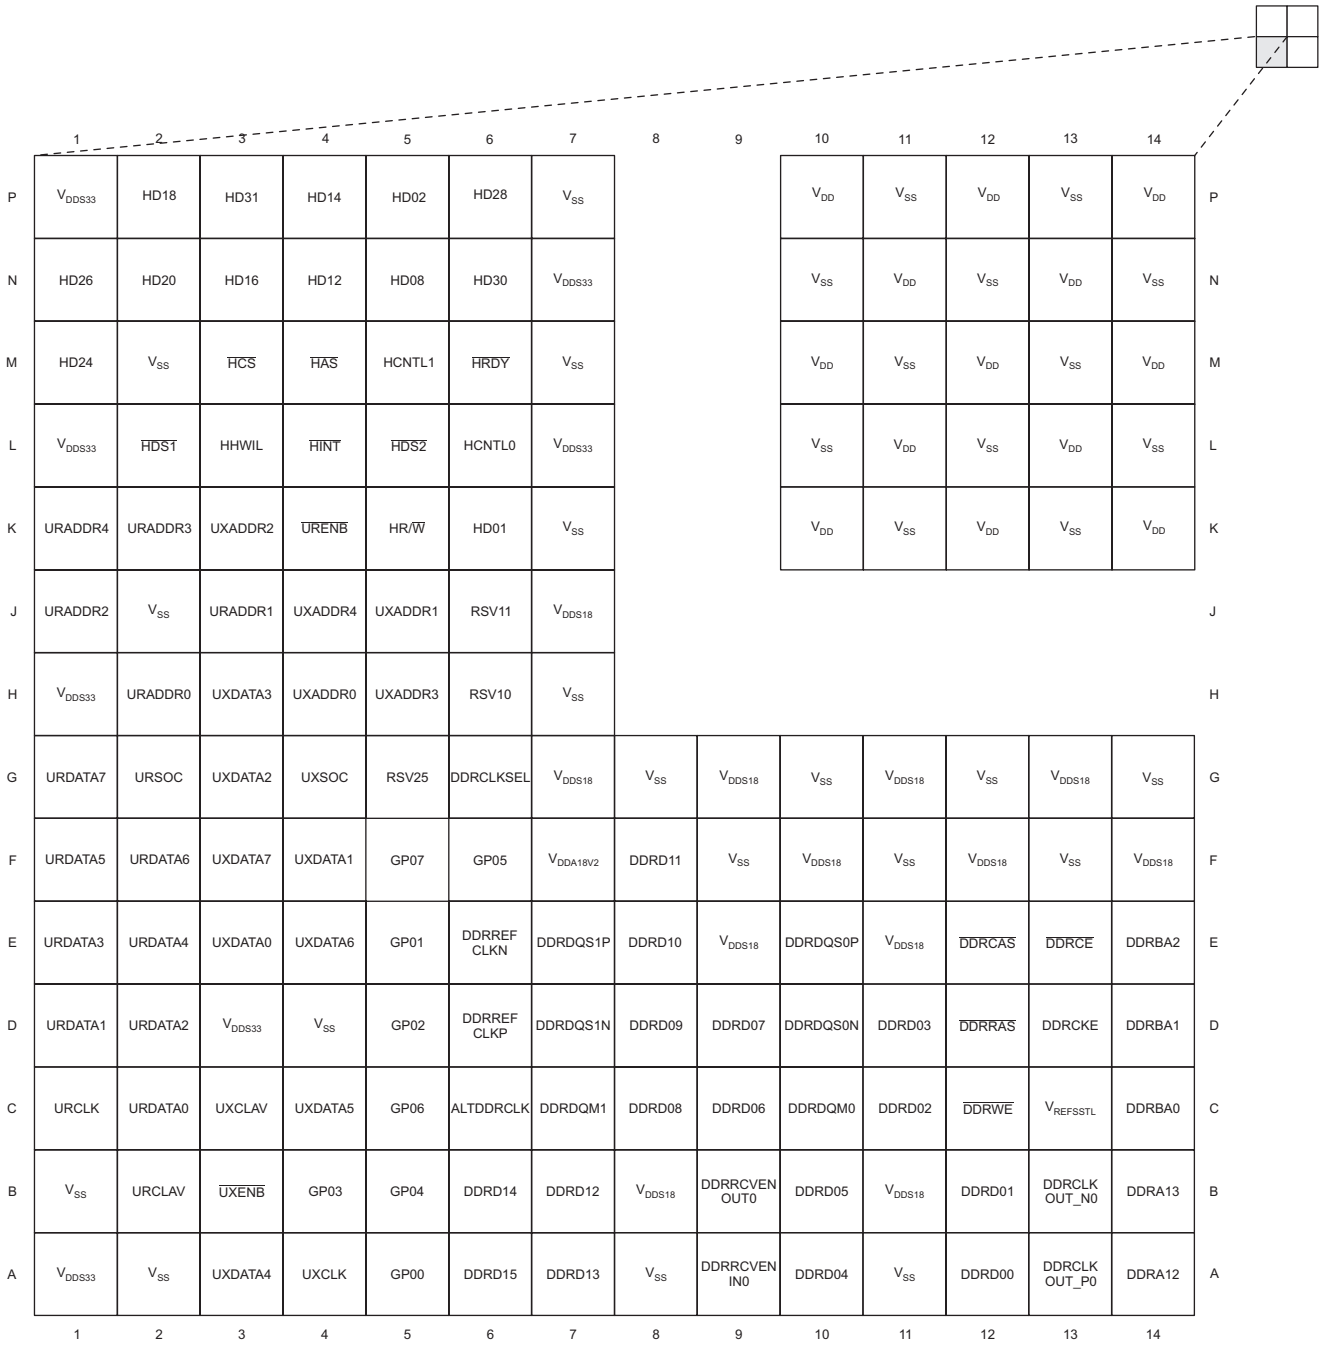 1 2 3 4 5 6 7 8 9 10 11 12 13 14
P VDDS33 HD18 HD31 HD14 HD02 HD28 VSS VDD VSS VDD VSS VDD P
N HD26 HD20 HD16 HD12 HD08 HD30 VDDS33 VSS VDD VSS VDD VSS N
M HD24 VSS HCS HAS HCNTL1 HRDY VSS VDD VSS VDD VSS VDD M
L VDDS33 HDS1 HHWIL HINT HDS2 HCNTL0 VDDS33 VSS VDD VSS VDD VSS L
K URADDR4 URADDR3 UXADDR2 URENB HR/W HD01 VSS VDD VSS VDD VSS VDD K
J URADDR2 VSS URADDR1 UXADDR4 UXADDR1 RSV11 VDDS18 J
H VDDS33 URADDR0 UXDATA3 UXADDR0 UXADDR3 RSV10 VSS H
G URDATA7 URSOC UXDATA2 UXSOC RSV25 DDRCLKSEL VDDS18 VSS VDDS18 VSS VDDS18 VSS VDDS18 VSS G
F URDATA5 URDATA6 UXDATA7 UXDATA1 GP07 GP05 VDDA18V2 DDRD11 VSS VDDS18 VSS VDDS18 VSS VDDS18 F
E URDATA3 URDATA4 UXDATA0 UXDATA6 GP01 DDRREF CLKN DDRDQS1P DDRD10 VDDS18 DDRDQS0P VDDS18 DDRCAS DDRCE DDRBA2 E
D URDATA1 URDATA2 VDDS33 VSS GP02 DDRREF CLKP DDRDQS1N DDRD09 DDRD07 DDRDQS0N DDRD03 DDRRAS DDRCKE DDRBA1 D
C URCLK URDATA0 UXCLAV UXDATA5 GP06 ALTDDRCLK DDRDQM1 DDRD08 DDRD06 DDRDQM0 DDRD02 DDRWE VREFSSTL DDRBA0 C
B VSS URCLAV UXENB GP03 GP04 DDRD14 DDRD12 VDDS18 DDRRCVEN OUT0 DDRD05 VDDS18 DDRD01 DDRCLK OUT_N0 DDRA13 B
A VDDS33 VSS UXDATA4 UXCLK GP00 DDRD15 DDRD13 VSS DDRRCVEN IN0 DDRD04 VSS DDRD00 DDRCLK OUT_P0 DDRA12 A
1 2 3 4 5 6 7 8 9 10 11 12 13 14